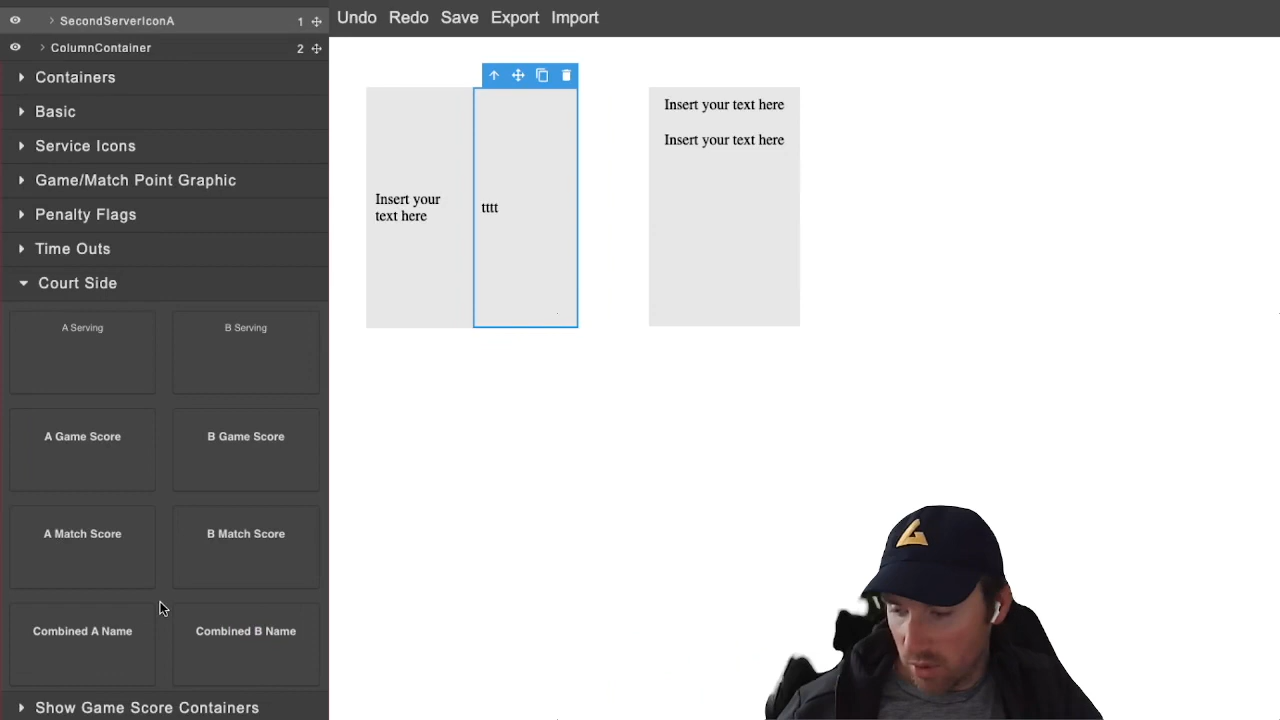 SecondServerIconA 1
ColumnContainer 2
Containers
Basic
Service Icons
Game/Match Point Graphic
Penalty Flags
Time Outs
Court Side
A Serving
B Serving
A Game Score
B Game Score
A Match Score
B Match Score
Combined A Name
Combined B Name
Show Game Score Containers
Undo Redo Save Export Import
Insert your
text here
tttt
Insert your text here
Insert your text here